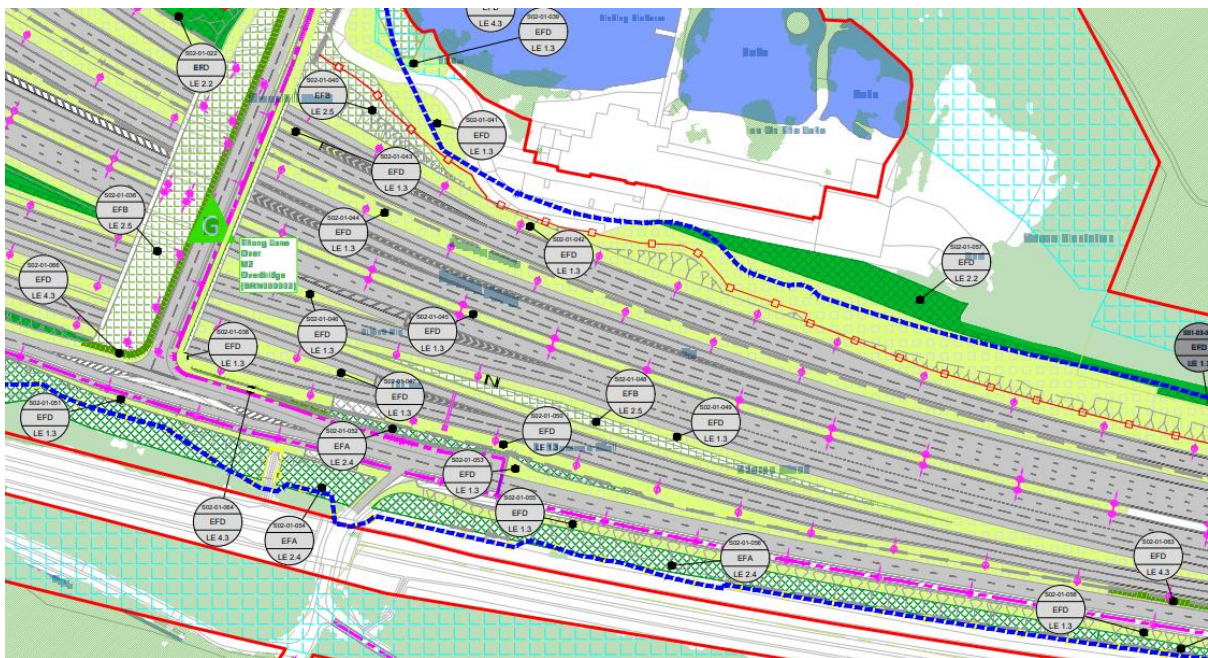 EFD
LE 4.3
S02-01-039
EFD
LE 1.3
S02-01-022
EFD
LE 2.2
S02-01-040
EFB
LE 2.5
S02-01-041
EFD
LE 1.3
S02-01-043
EFD
LE 1.3
S02-01-036
EFB
LE 2.5
S02-01-044
EFD
LE 1.3
S02-01-042
EFD
LE 1.3
S02-01-057
EFD
LE 2.2
G
Over
M2
Overbridge
EFD
LE 4.3
S02-01-046
EFD
LE 1.3
S02-01-045
EFD
LE 1.3
S02-01-038
EFD
LE 1.3
EFD
S02-01-047
EFD
LE 1.3
S02-01-048
EFB
LE 2.5
S02-01-049
EFD
LE 1.3
S02-01-051
EFD
LE 1.3
S02-01-052
EFA
LE 2.4
S02-01-050
EFD
LE 1.3
S02-01-053
EFD
LE 1.3
S02-01-055
EFD
LE 1.3
S02-01-064
EFD
LE 4.3
S02-01-054
EFA
LE 2.4
S02-01-056
EFA
LE 2.4
S02-01-063
EFD
LE 4.3
S02-01-058
EFD
LE 1.3